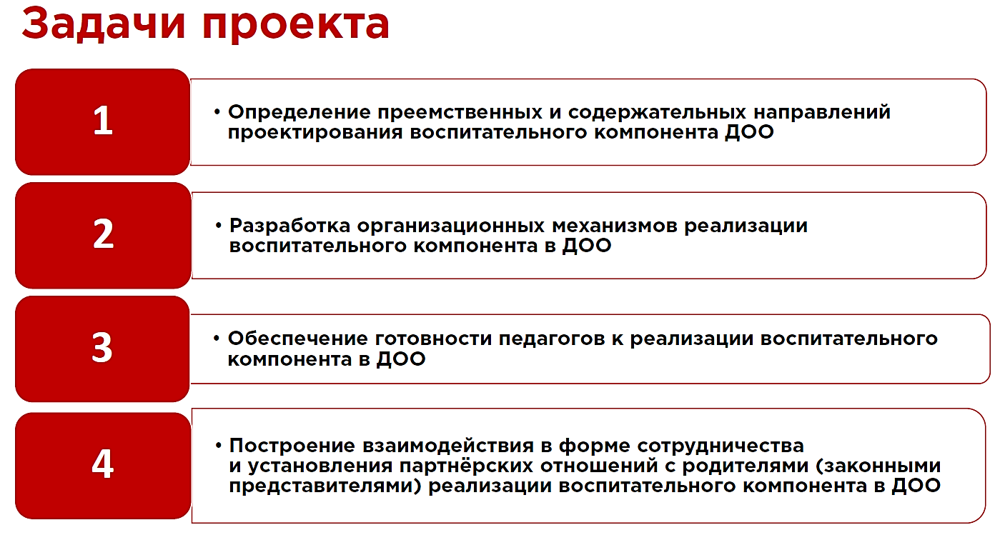 Задачи проекта
1
• Определение преемственных и содержательных направлений
проектирования воспитательного компонента ДОО
2
• Разработка организационных механизмов реализации
воспитательного компонента в ДОО
3
• Обеспечение готовности педагогов к реализации воспитательного
компонента в ДОО
4
• Построение взаимодействия в форме сотрудничества
и установления партнёрских отношений с родителями (законными
представителями) реализации воспитательного компонента в ДОО